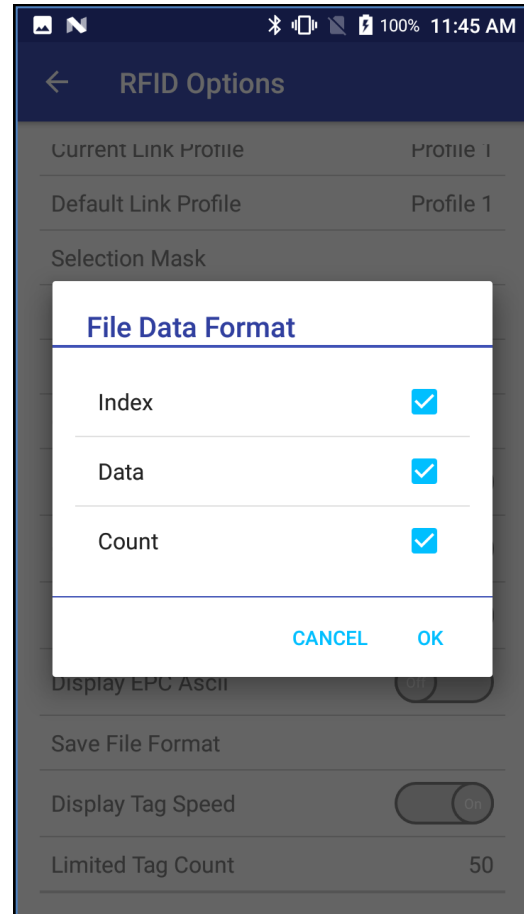 100% 11:45 AM
RFID Options
Current Link Profile Profile 1
Default Link Profile Profile 1
Selection Mask
File Data Format
Index
Data
Count
CANCEL OK
Display EPC Ascii Off
Save File Format
Display Tag Speed On
Limited Tag Count 50